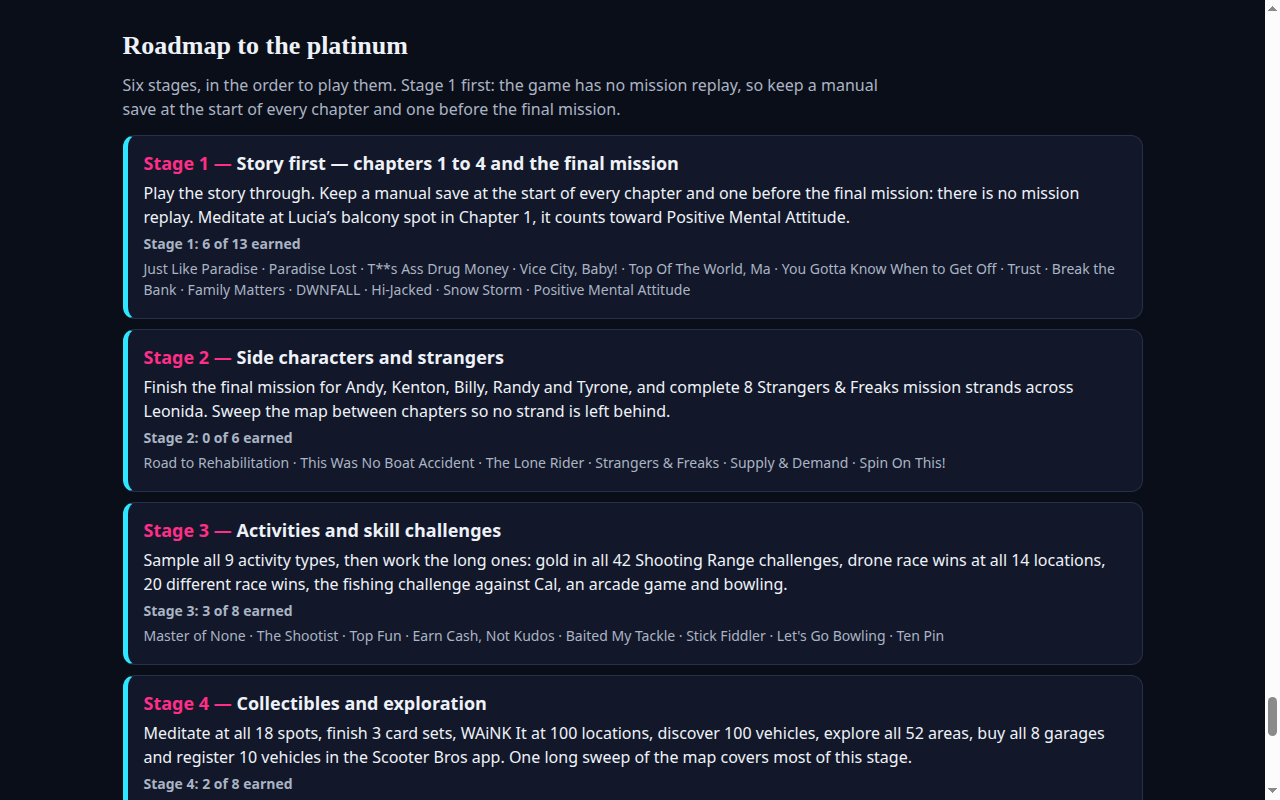 Roadmap to the platinum
Six stages, in the order to play them. Stage 1 first: the game has no mission replay, so keep a manual
save at the start of every chapter and one before the final mission.
Stage 1 — Story first — chapters 1 to 4 and the final mission
Play the story through. Keep a manual save at the start of every chapter and one before the final mission: there is no mission
replay. Meditate at Lucia’s balcony spot in Chapter 1, it counts toward Positive Mental Attitude.
Stage 1: 6 of 13 earned
Just Like Paradise · Paradise Lost · T**s Ass Drug Money · Vice City, Baby! · Top Of The World, Ma · You Gotta Know When to Get Off · Trust · Break the
Bank · Family Matters · DWNFALL · Hi-Jacked · Snow Storm · Positive Mental Attitude
Stage 2 — Side characters and strangers
Finish the final mission for Andy, Kenton, Billy, Randy and Tyrone, and complete 8 Strangers & Freaks mission strands across
Leonida. Sweep the map between chapters so no strand is left behind.
Stage 2: 0 of 6 earned
Road to Rehabilitation · This Was No Boat Accident · The Lone Rider · Strangers & Freaks · Supply & Demand · Spin On This!
Stage 3 — Activities and skill challenges
Sample all 9 activity types, then work the long ones: gold in all 42 Shooting Range challenges, drone race wins at all 14 locations,
20 different race wins, the fishing challenge against Cal, an arcade game and bowling.
Stage 3: 3 of 8 earned
Master of None · The Shootist · Top Fun · Earn Cash, Not Kudos · Baited My Tackle · Stick Fiddler · Let's Go Bowling · Ten Pin
Stage 4 — Collectibles and exploration
Meditate at all 18 spots, finish 3 card sets, WAiNK It at 100 locations, discover 100 vehicles, explore all 52 areas, buy all 8 garages
and register 10 vehicles in the Scooter Bros app. One long sweep of the map covers most of this stage.
Stage 4: 2 of 8 earned